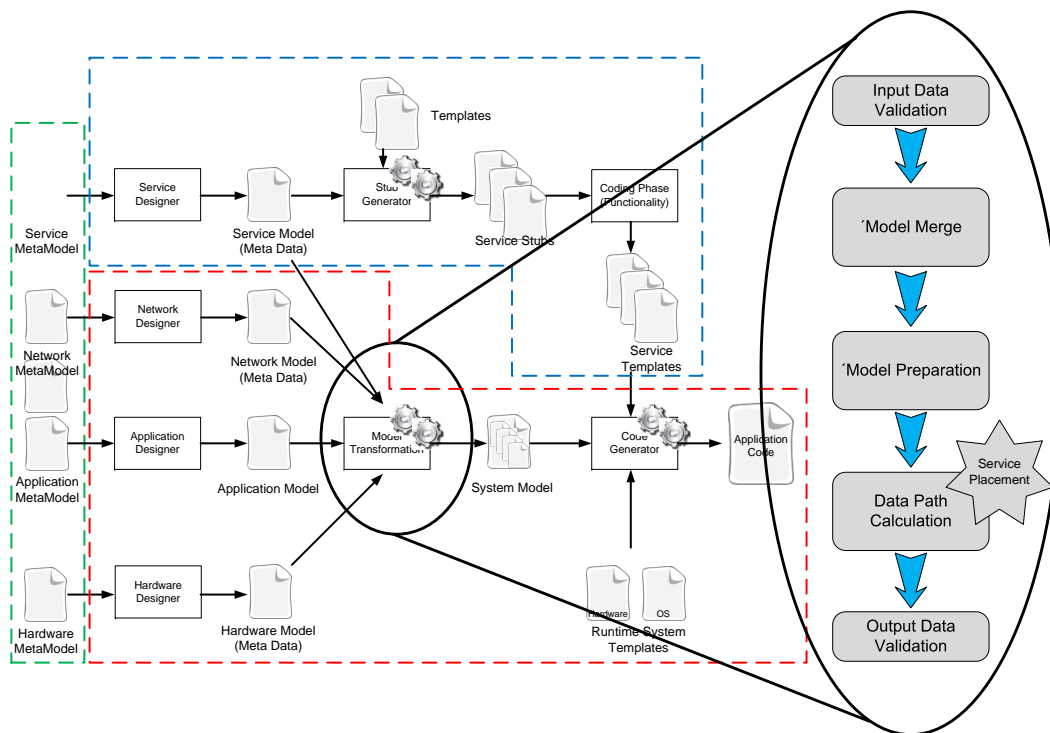 Templates
Service
Designer
Stub
Generator
Coding Phase
(Functionality)
Service
MetaModel
Service Model
(Meta Data)
Service Stubs
Network
Designer
Network
MetaModel
Network Model
(Meta Data)
Service
Templates
Application
Designer
Model
Transformation
Code
Generator
Application
Code
Application
MetaModel
Application Model
System Model
Hardware
Designer
Hardware
MetaModel
Hardware Model
(Meta Data)
Hardware
OS
Runtime System
Templates
Input Data
Validation
´Model Merge
´Model Preparation
Service
Placement
Data Path
Calculation
Output Data
Validation